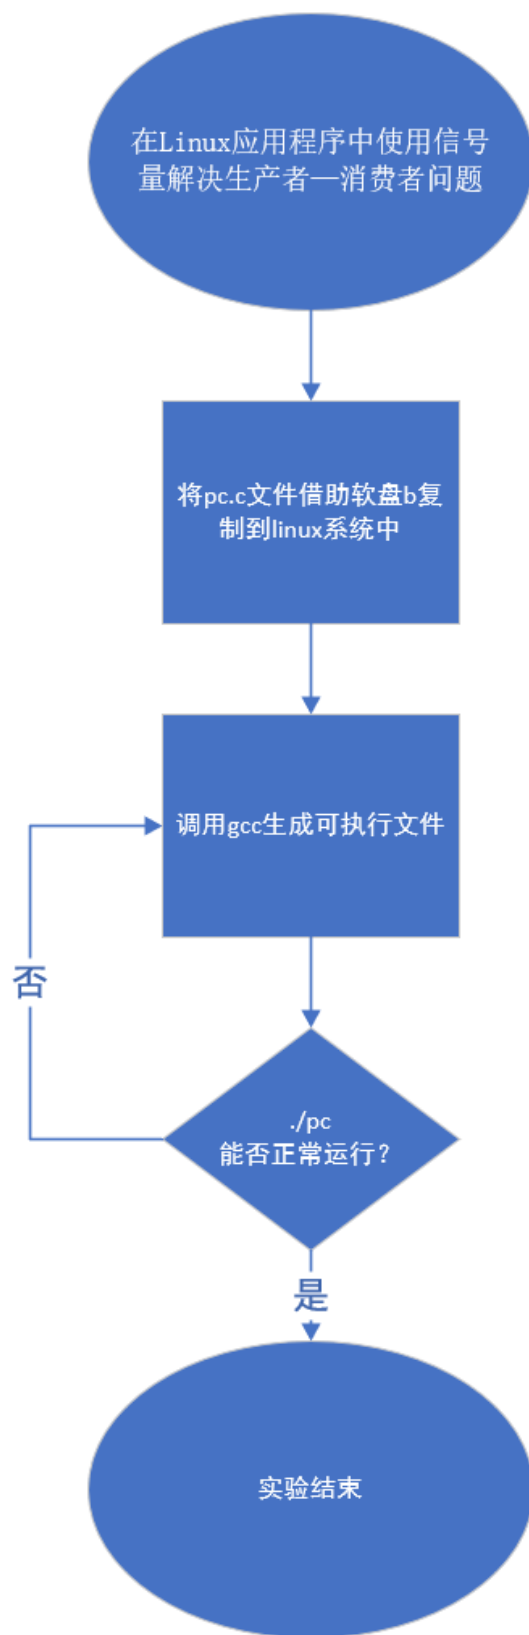 在Linux应用程序中使用信号
量解决生产者—消费者问题
将pc.c文件借助软盘b复
制到linux系统中
调用gcc生成可执行文件
否
./pc
能否正常运行？
是
实验结束